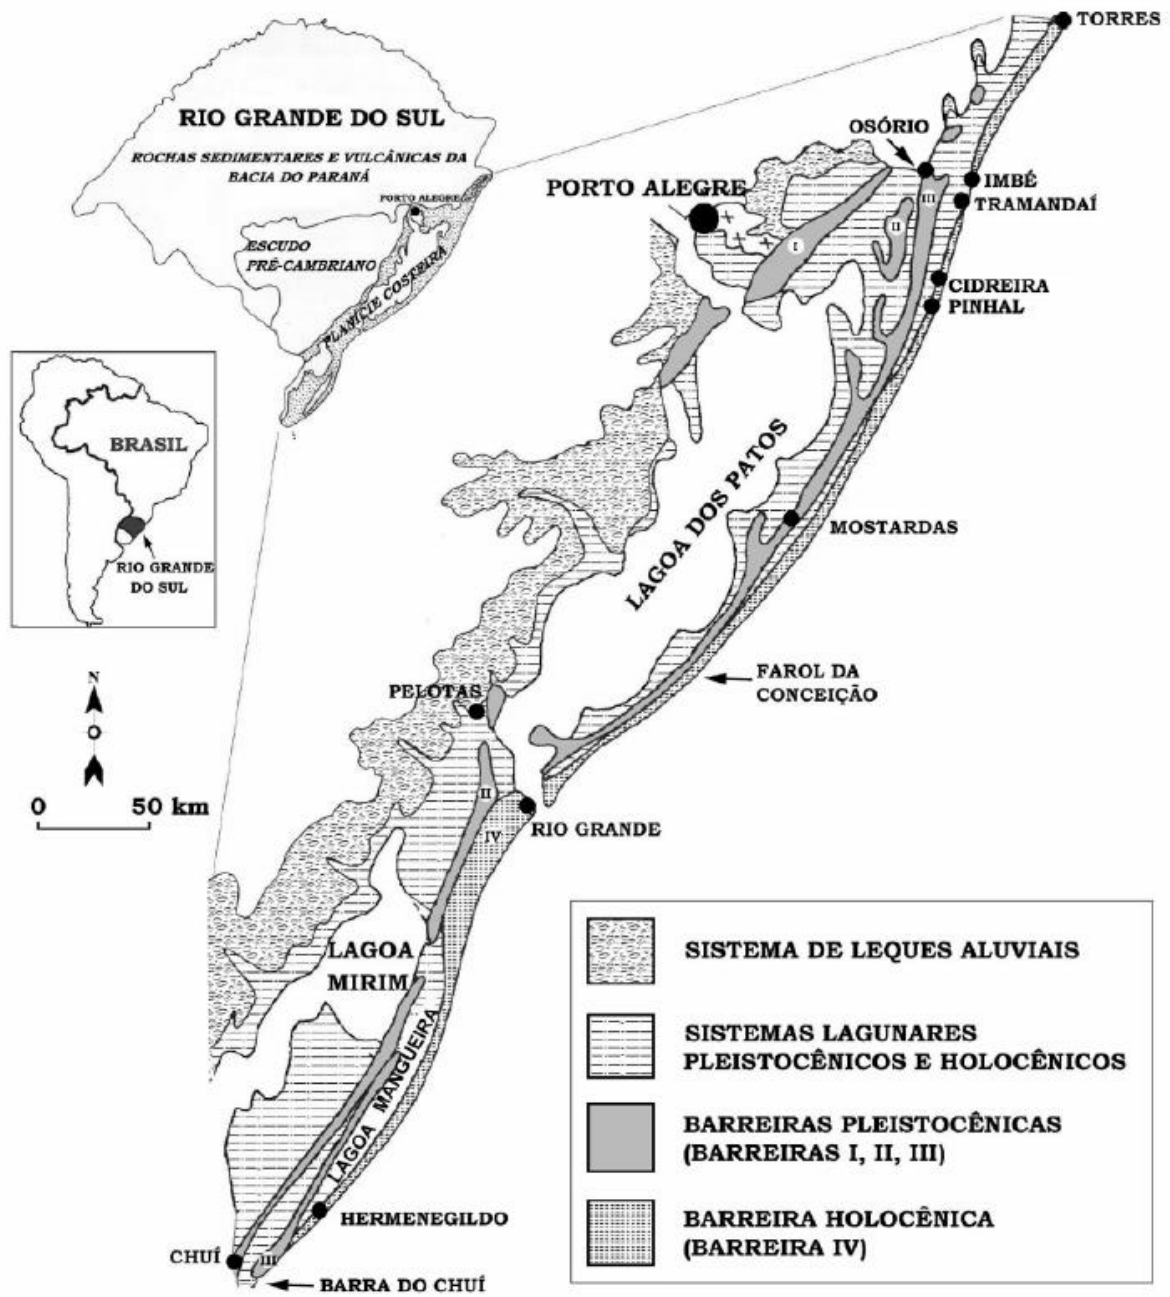 TORRES
RIO GRANDE DO SUL
ROCHAS SEDIMENTARES E VULCÂNICAS DA
BACIA DO PARANÁ
PORTO ALEGRE
ESCUDO
PRÉ-CAMBRIANO
PLANÍCIE COSTEIRA
OSÓRIO
PORTO ALEGRE
IMBÉ
TRAMANDAÍ
III
II
I
CIDREIRA
PINHAL
BRASIL
RIO GRANDE
DO SUL
LAGOA DOS PATOS
MOSTARDAS
FAROL DA
CONCEIÇÃO
PELOTAS
N
0 50 km
II
IV
RIO GRANDE
LAGOA
MIRIM
LAGOA MANGUEIRA
HERMENEGILDO
CHUÍ
III
BARRA DO CHUÍ
SISTEMA DE LEQUES ALUVIAIS
SISTEMAS LAGUNARES
PLEISTOCÊNICOS E HOLOCÊNICOS
BARREIRAS PLEISTOCÊNICAS
(BARREIRAS I, II, III)
BARREIRA HOLOCÊNICA
(BARREIRA IV)